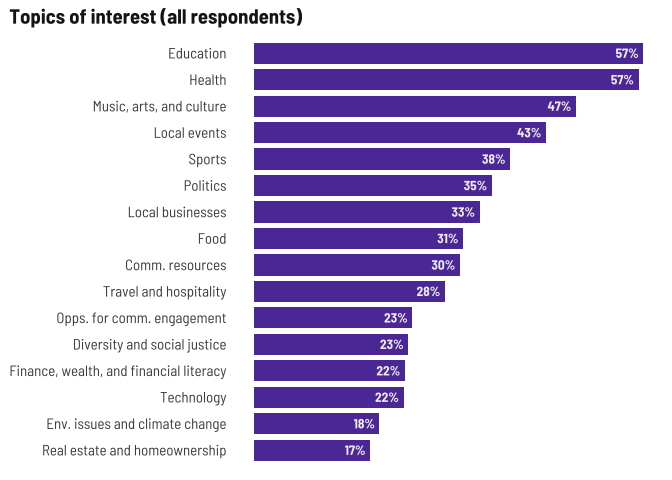 Topics of interest (all respondents)
Education 57%
Health 57%
Music, arts, and culture 47%
Local events 43%
Sports 38%
Politics 35%
Local businesses 33%
Food 31%
Comm. resources 30%
Travel and hospitality 28%
Opps. for comm. engagement 23%
Diversity and social justice 23%
Finance, wealth, and financial literacy 22%
Technology 22%
Env. issues and climate change 18%
Real estate and homeownership 17%